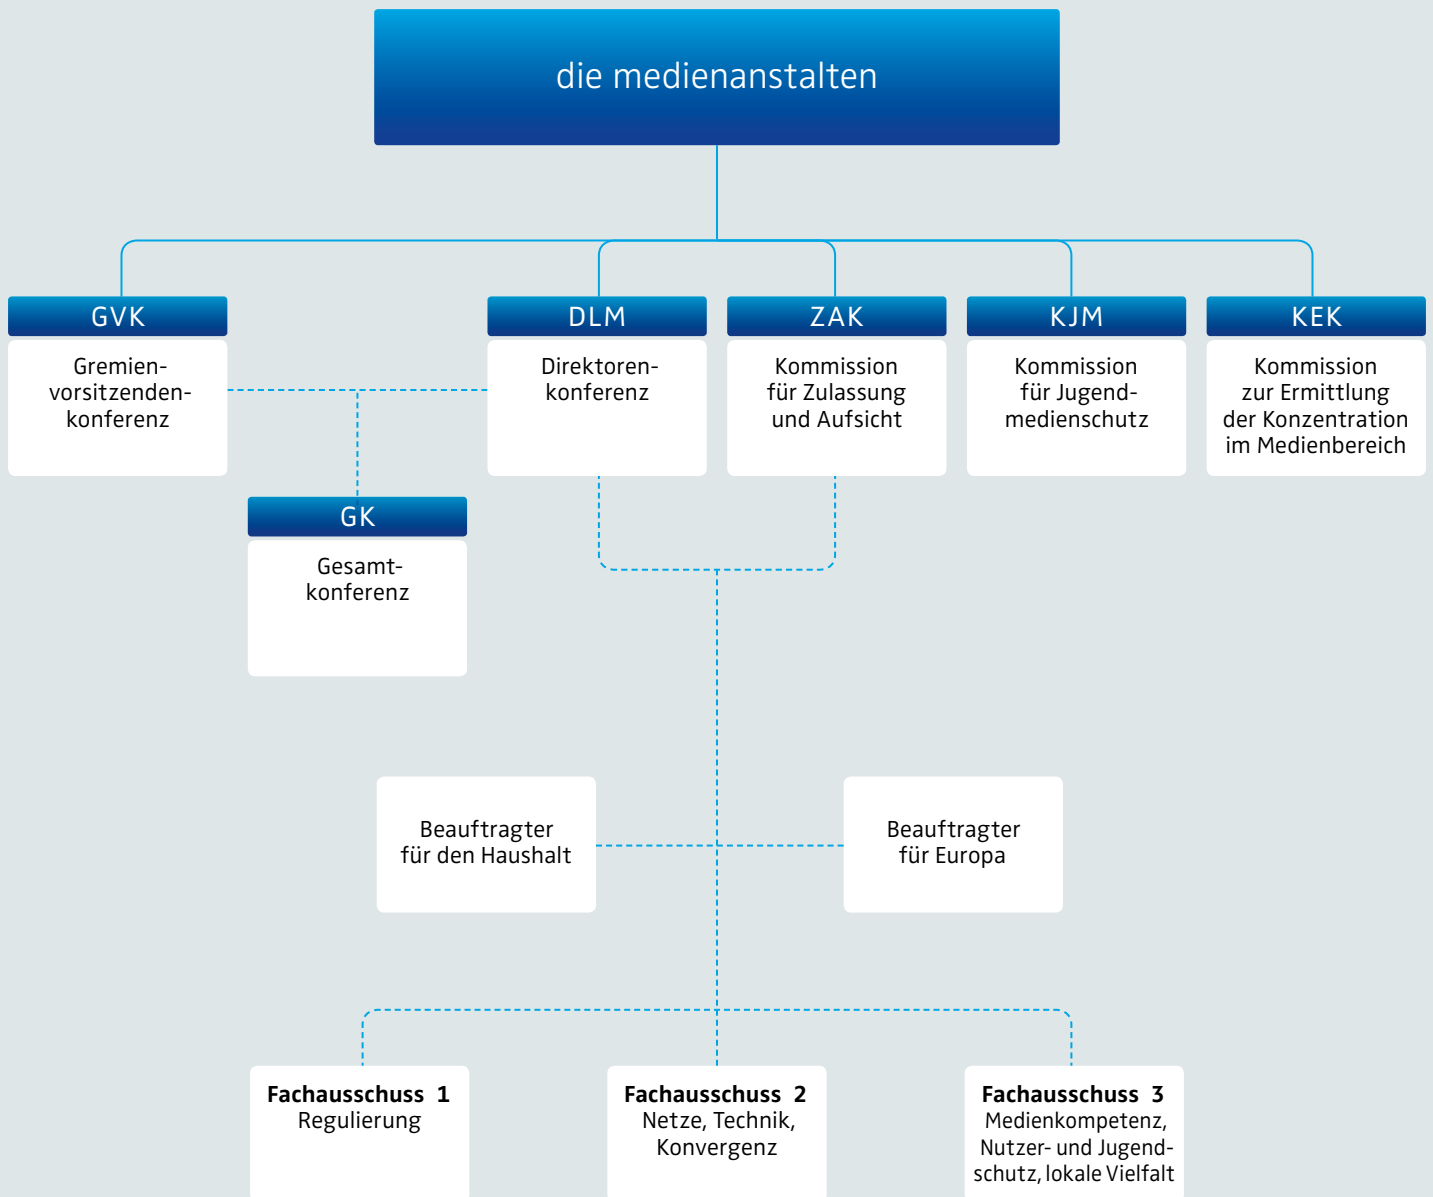 die medienanstalten
GVK
Gremien-
vorsitzenden-
konferenz
DLM
Direktoren-
konferenz
ZAK
Kommission
für Zulassung
und Aufsicht
KJM
Kommission
für Jugend-
medienschutz
KEK
Kommission
zur Ermittlung
der Konzentration
im Medienbereich
GK
Gesamt-
konferenz
Beauftragter
für den Haushalt
Beauftragter
für Europa
Fachausschuss 1
Regulierung
Fachausschuss 2
Netze, Technik,
Konvergenz
Fachausschuss 3
Medienkompetenz,
Nutzer- und Jugend-
schutz, lokale Vielfalt